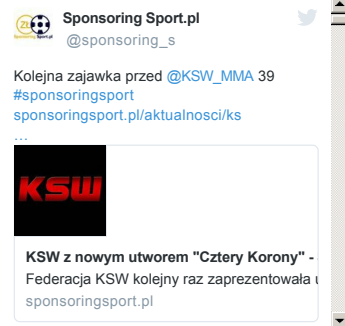 Sponsoring Sport.pl
@sponsoring_s
Kolejna zajawka przed @KSW_MMA 39
#sponsoringsport
sponsoringsport.pl/aktualnosci/ks
…
KSW
KSW z nowym utworem "Cztery Korony" -
Federacja KSW kolejny raz zaprezentowała
sponsoringsport.pl